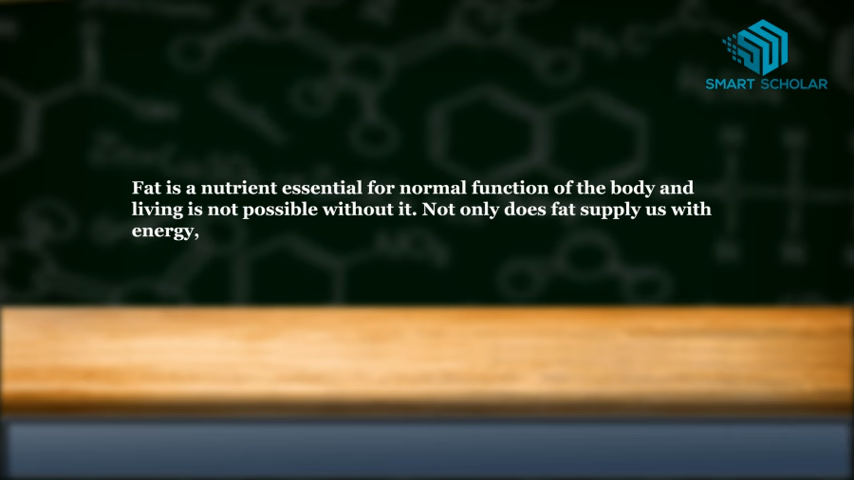 SMART SCHOLAR
Fat is a nutrient essential for normal function of the body and
living is not possible without it. Not only does fat supply us with
energy,